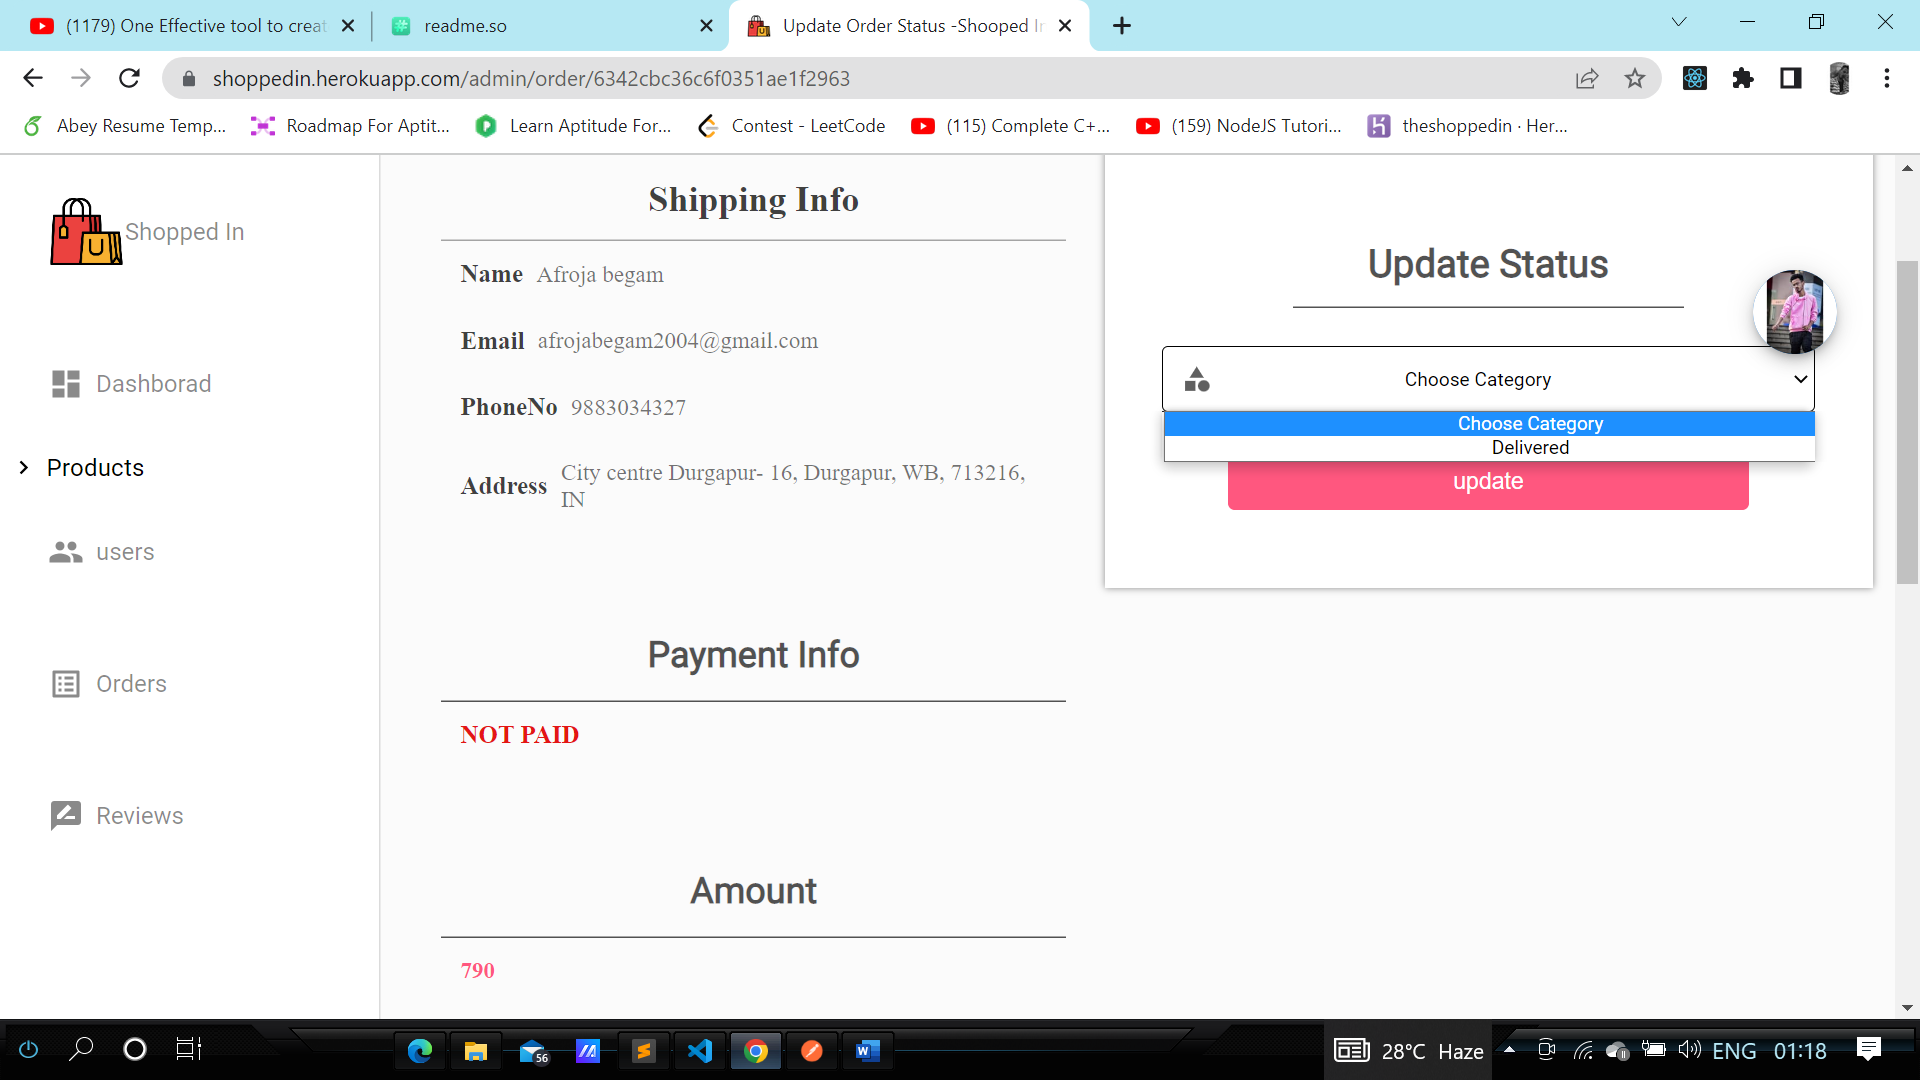 (1179) One Effective tool to creat
readme.so
Update Order Status -Shooped In
shoppedin.herokuapp.com/admin/order/6342cbc36c6f0351ae1f2963
Abey Resume Temp...
Roadmap For Aptit...
Learn Aptitude For...
Contest - LeetCode
(115) Complete C+...
(159) NodeJS Tutori...
theshoppedin · Her...
Shopped In
Dashborad
Products
users
Orders
Reviews
Shipping Info
Name Afroja begam
Email afrojabegam2004@gmail.com
PhoneNo 9883034327
Address City centre Durgapur- 16, Durgapur, WB, 713216,
IN
Payment Info
NOT PAID
Amount
790
Update Status
Choose Category
Choose Category
Delivered
update
56
28°C Haze
ENG
01:18